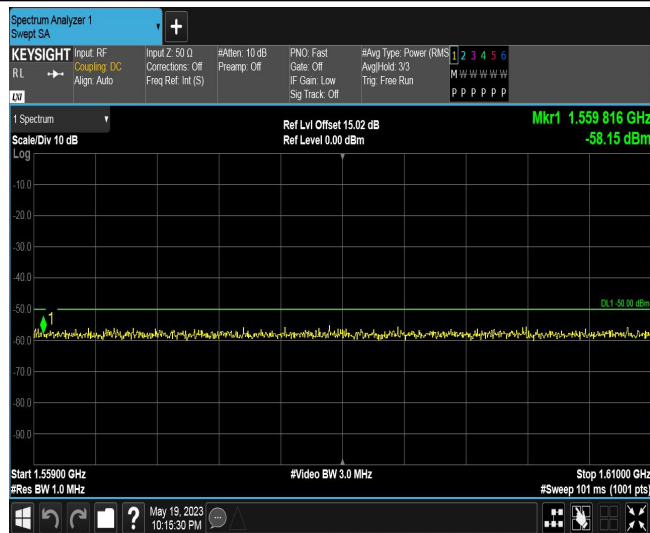 Spectrum Analyzer 1
Swept SA
+
KEYSIGHT
RL
LXI
Input: RF
Coupling: DC
Align: Auto
Input Z: 50 Ω
Corrections: Off
Freq Ref: Int (S)
#Atten: 10 dB
Preamp: Off
PNO: Fast
Gate: Off
IF Gain: Low
Sig Track: Off
#Avg Type: Power (RMS
Avg|Hold: 3/3
Trig: Free Run
1 2 3 4 5 6
M W W W W W
P P P P P P
1 Spectrum
Scale/Div 10 dB
Log
Ref Lvl Offset 15.02 dB
Ref Level 0.00 dBm
Mkr1 1.559 816 GHz
-58.15 dBm
-10.0
-20.0
-30.0
-40.0
-50.0
DL1 -50.00 dBm
1
-60.0
-70.0
-80.0
-90.0
Start 1.55900 GHz
#Res BW 1.0 MHz
#Video BW 3.0 MHz
Stop 1.61000 GHz
#Sweep 101 ms (1001 pts)
?
May 19, 2023
10:15:30 PM